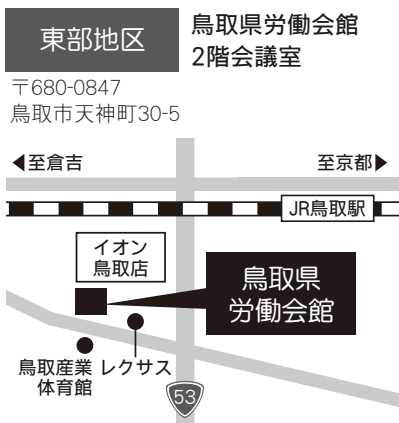 東部地区
鳥取県労働会館
2階会議室
〒680-0847
鳥取市天神町30-5
◀至倉吉
至京都▶
JR鳥取駅
イオン
鳥取店
鳥取県
労働会館
鳥取産業
体育館
レクサス
53